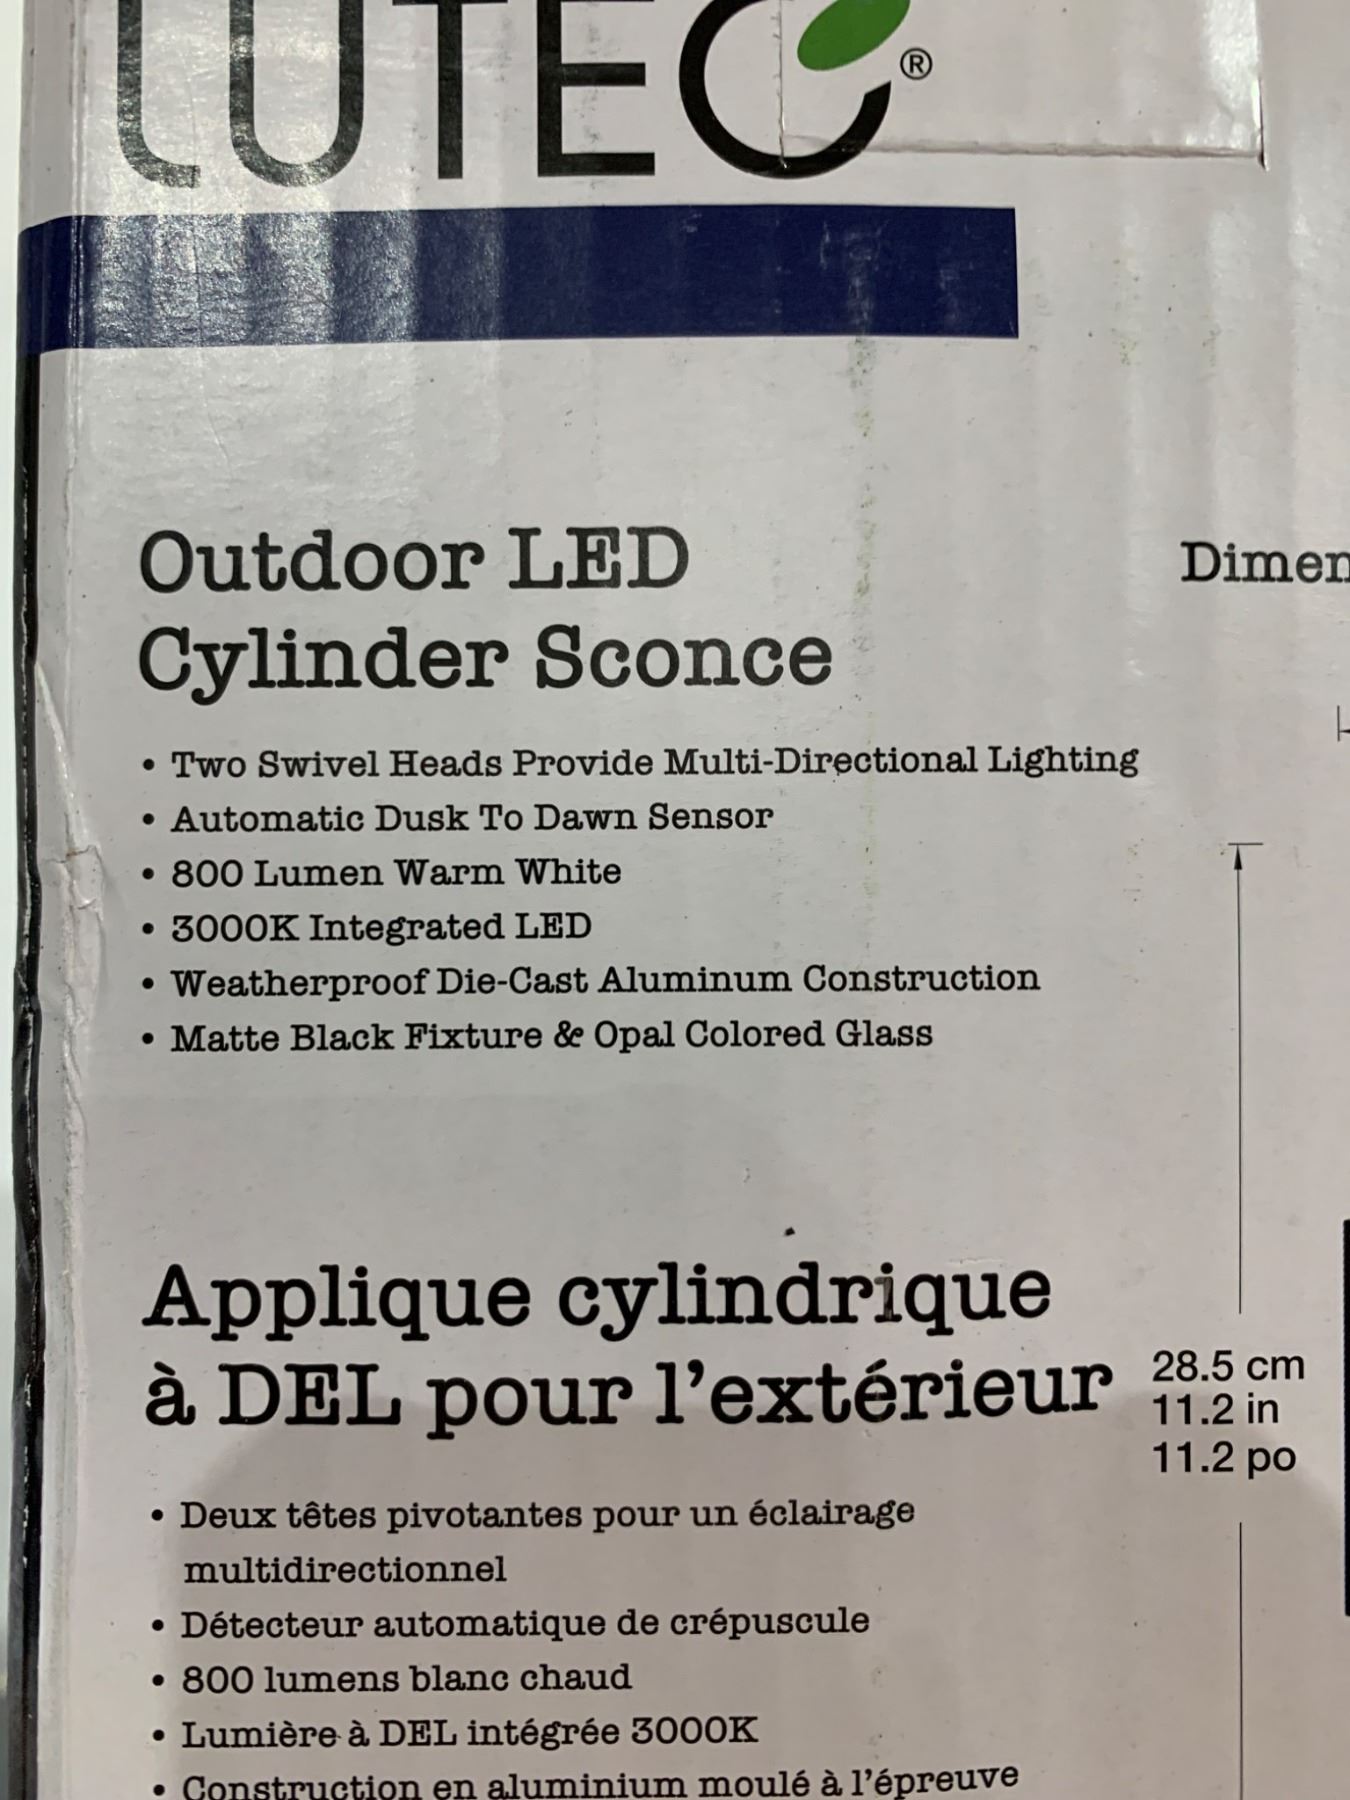 LUTEC®
Outdoor LED
Cylinder Sconce
• Two Swivel Heads Provide Multi-Directional Lighting
• Automatic Dusk To Dawn Sensor
• 800 Lumen Warm White
• 3000K Integrated LED
• Weatherproof Die-Cast Aluminum Construction
• Matte Black Fixture & Opal Colored Glass
Applique cylindrique
à DEL pour l'extérieur
• Deux têtes pivotantes pour un éclairage
multidirectionnel
• Détecteur automatique de crépuscule
• 800 lumens blanc chaud
• Lumière à DEL intégrée 3000K
• Construction en aluminium moulé à l'épreuve
Dimen
28.5 cm
11.2 in
11.2 po